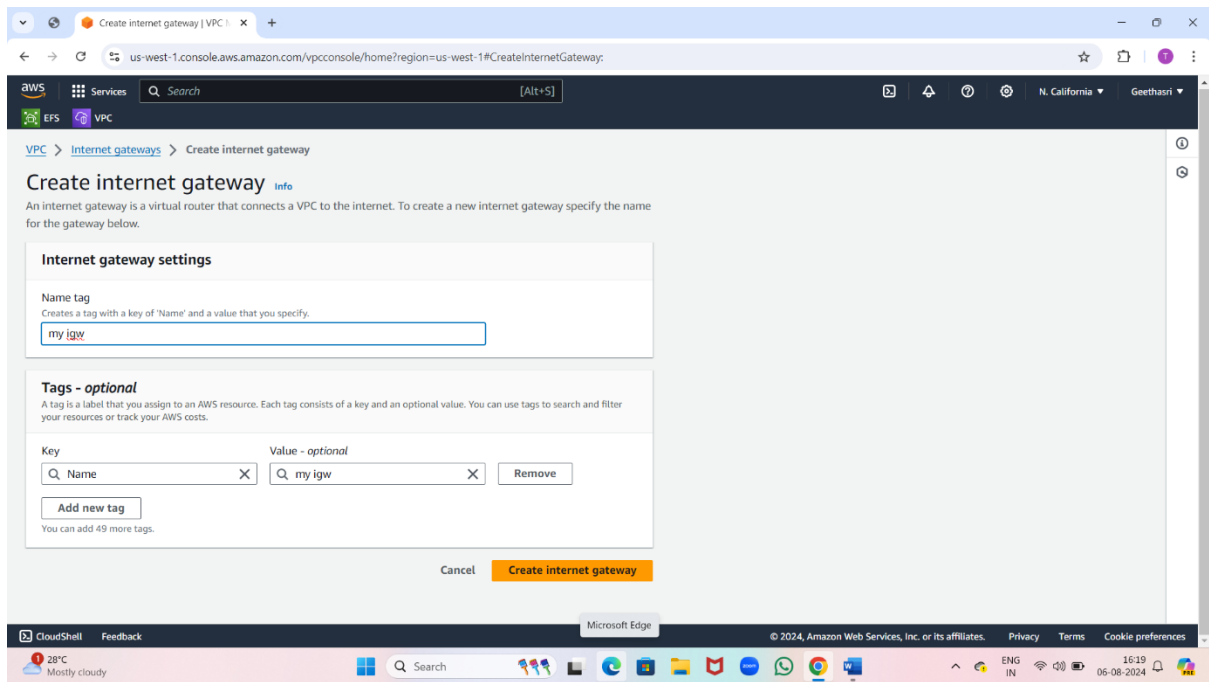 Create internet gateway | VPC M
us-west-1.console.aws.amazon.com/vpcconsole/home?region=us-west-1#CreateInternetGateway:
T
aws Services Search [Alt+S] N. California Geethasri
EFS VPC
VPC > Internet gateways > Create internet gateway
Create internet gateway Info
An internet gateway is a virtual router that connects a VPC to the internet. To create a new internet gateway specify the name
for the gateway below.
Internet gateway settings
Name tag
Creates a tag with a key of 'Name' and a value that you specify.
my igw
Tags - optional
A tag is a label that you assign to an AWS resource. Each tag consists of a key and an optional value. You can use tags to search and filter
your resources or track your AWS costs.
Key Value - optional
Name my igw Remove
Add new tag
You can add 49 more tags.
Cancel Create internet gateway
Microsoft Edge
CloudShell Feedback © 2024, Amazon Web Services, Inc. or its affiliates. Privacy Terms Cookie preferences
1 28°C Search zoom W ENG 16:19
Mostly cloudy IN 06-08-2024 PRE